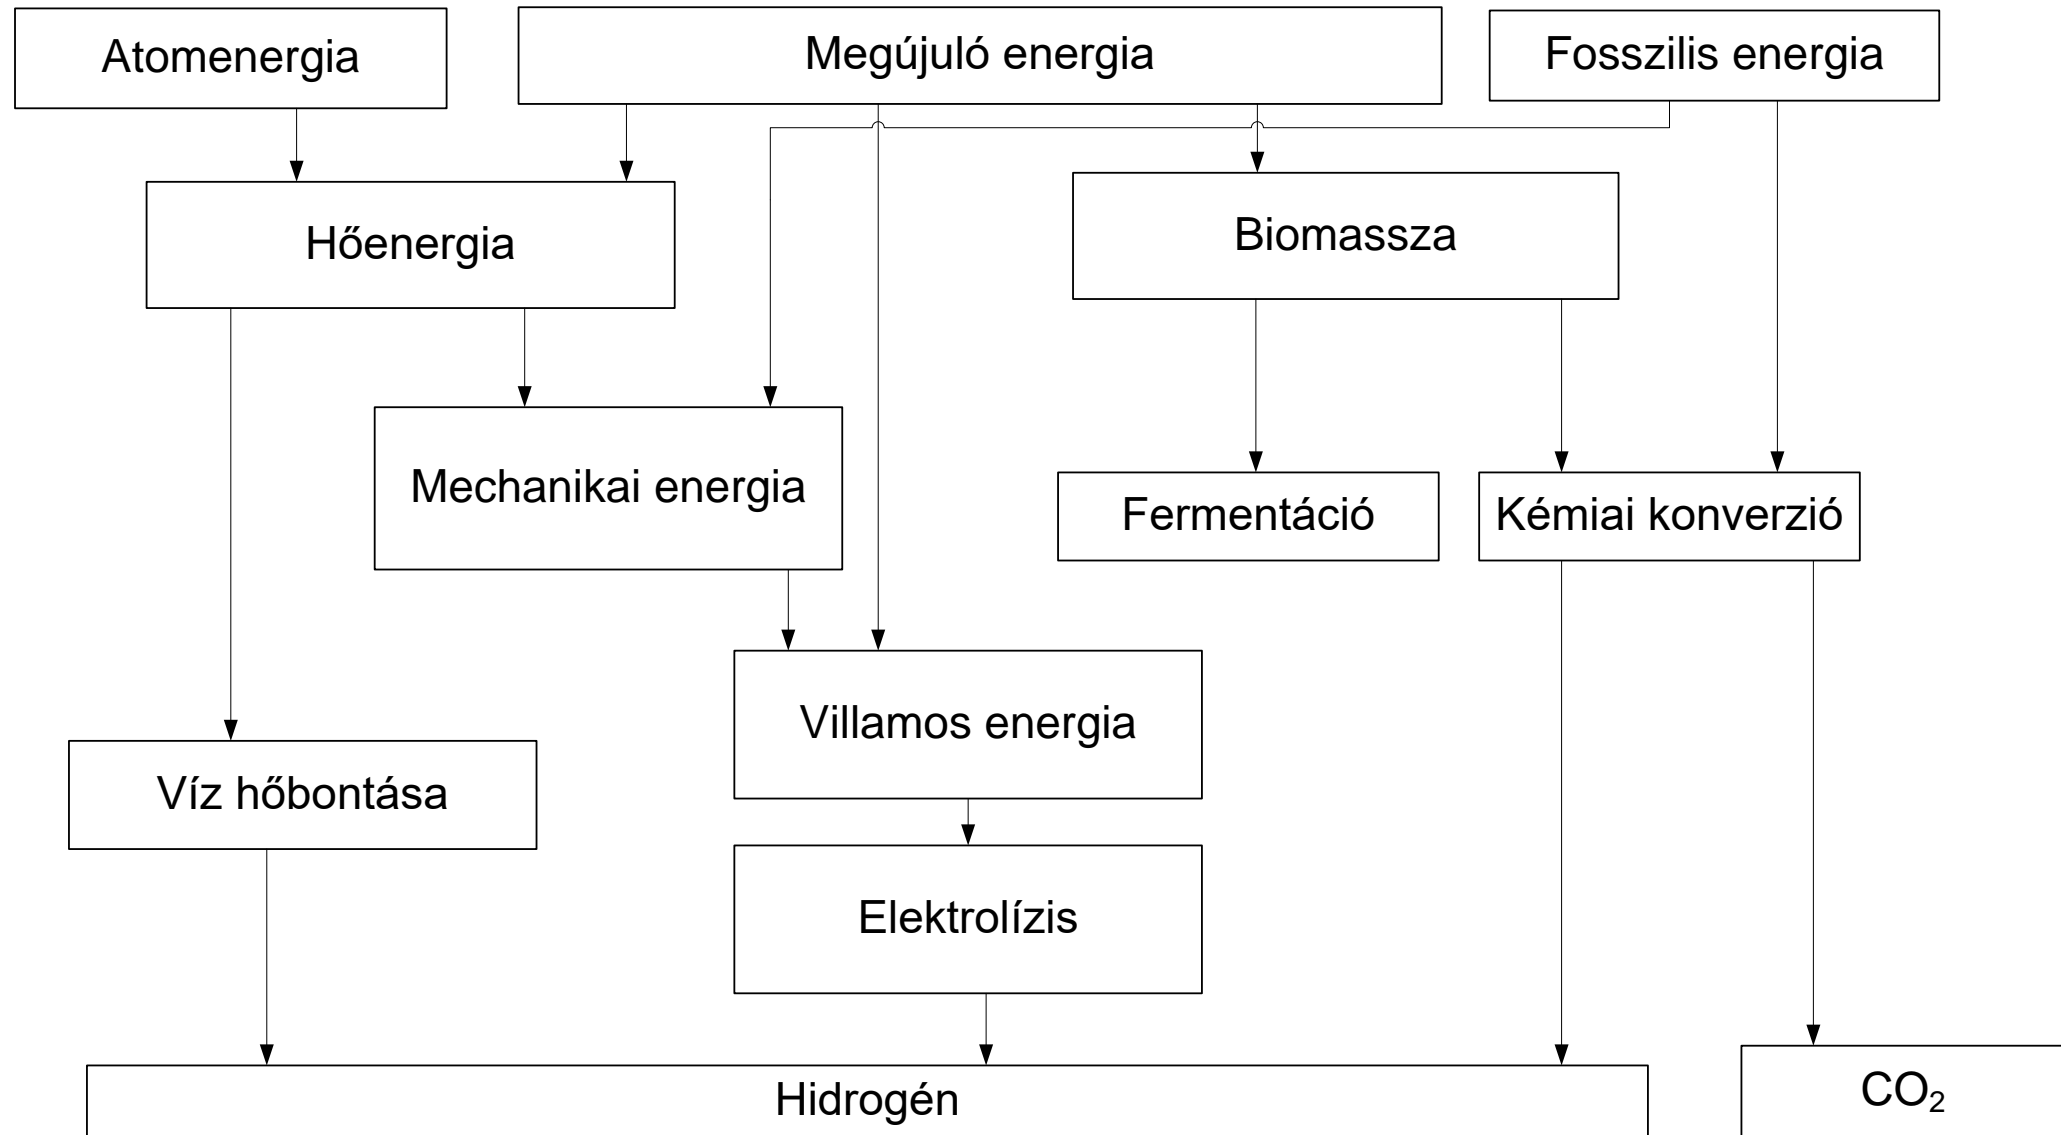 Atomenergia
Megújuló energia
Fosszilis energia
Hőenergia
Biomassza
Mechanikai energia
Fermentáció
Kémiai konverzió
Villamos energia
Víz hőbontása
Elektrolízis
Hidrogén
CO₂